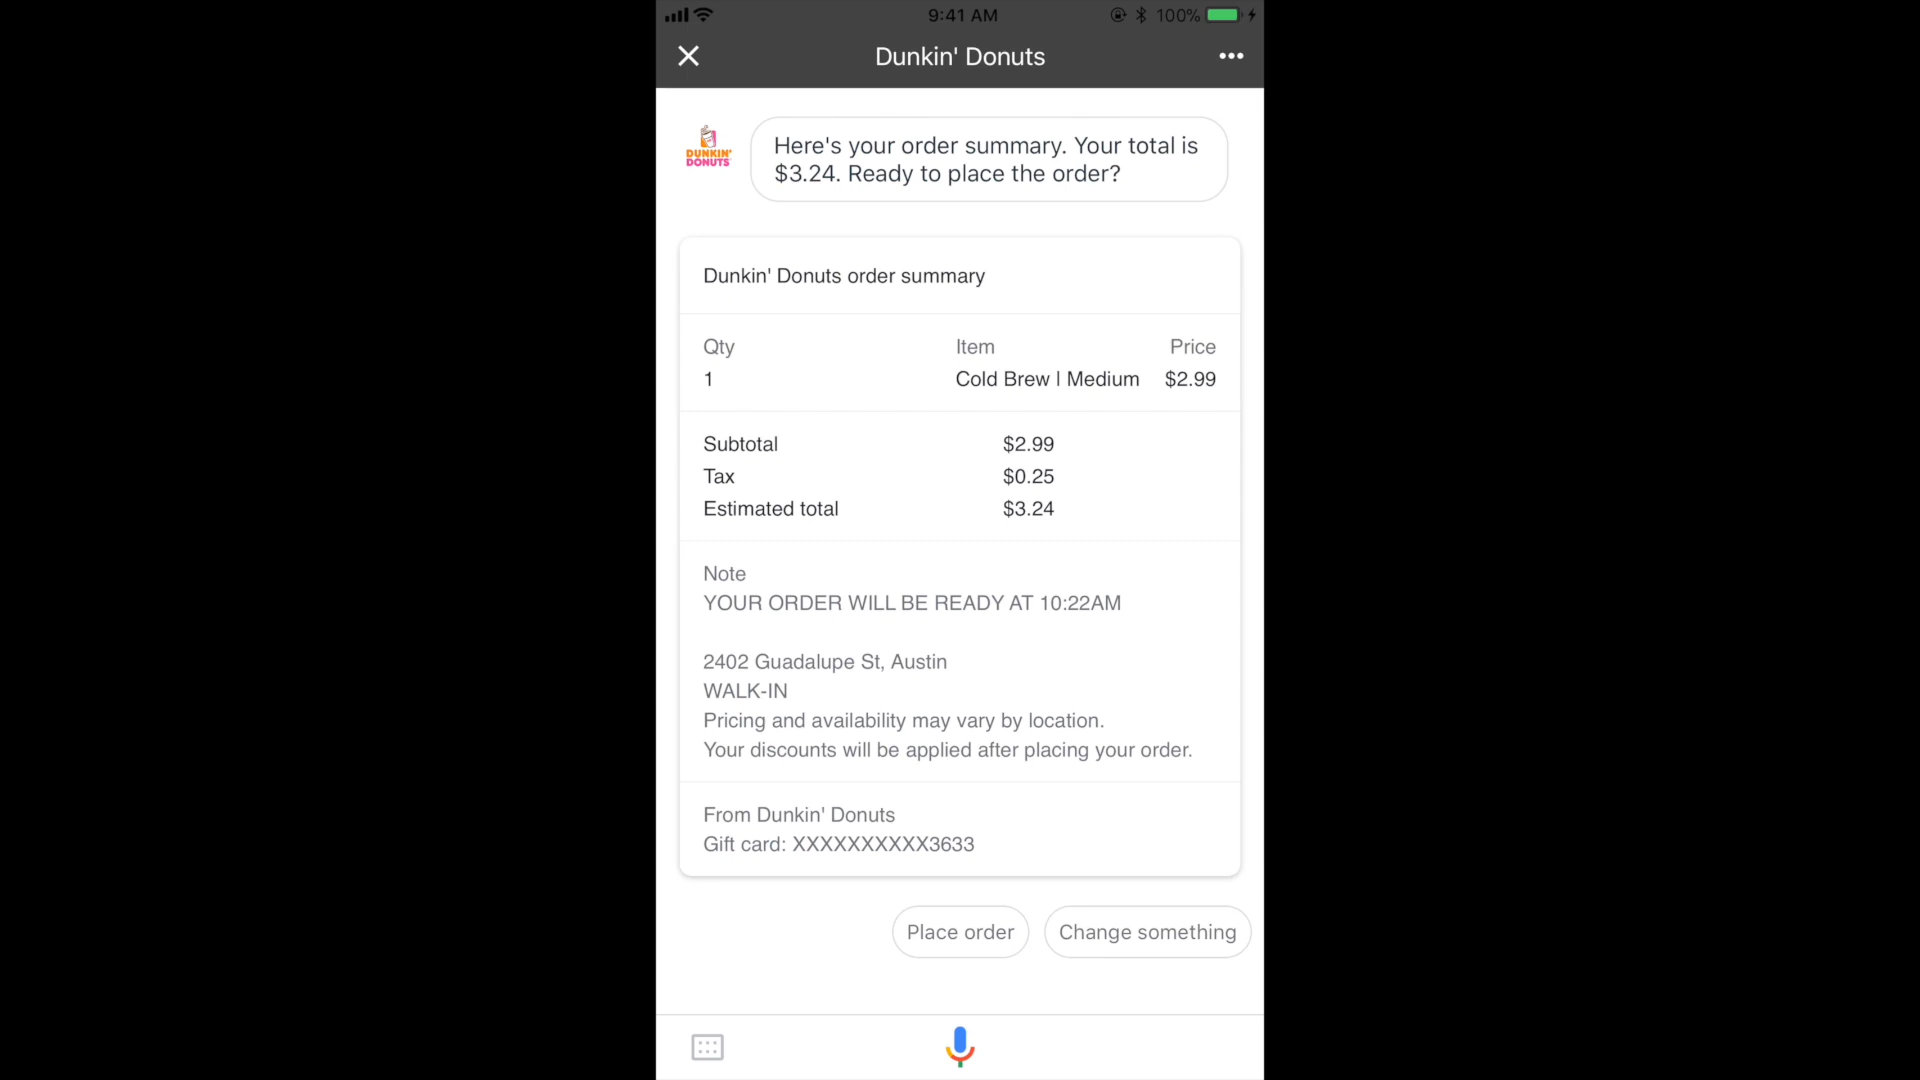 9:41 AM 100%
Dunkin' Donuts
DUNKIN'
DONUTS
Here's your order summary. Your total is
$3.24. Ready to place the order?
Dunkin' Donuts order summary
Qty Item Price
1 Cold Brew | Medium $2.99
Subtotal $2.99
Tax $0.25
Estimated total $3.24
Note
YOUR ORDER WILL BE READY AT 10:22AM
2402 Guadalupe St, Austin
WALK-IN
Pricing and availability may vary by location.
Your discounts will be applied after placing your order.
From Dunkin' Donuts
Gift card: XXXXXXXXXX3633
Place order Change something